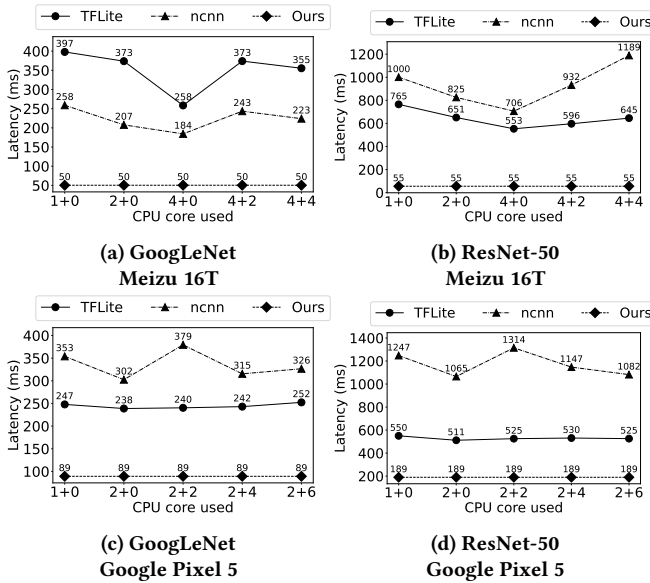 TFLite ncnn Ours
TFLite ncnn Ours
Latency (ms)
400
350
300
250
200
150
100
50
397 373 258 373 355
258 207 184 243 223
50 50 50 50 50
1+0 2+0 4+0 4+2 4+4
CPU core used
Latency (ms)
1200
1000
800
600
400
200
0
1000 825 706 932 1189
765 651 553 596 645
55 55 55 55 55
1+0 2+0 4+0 4+2 4+4
CPU core used
(a) GoogLeNet
Meizu 16T
(b) ResNet-50
Meizu 16T
TFLite ncnn Ours
TFLite ncnn Ours
Latency (ms)
400
350
300
250
200
150
100
353 302 379 315 326
247 238 240 242 252
89 89 89 89 89
1+0 2+0 2+2 2+4 2+6
CPU core used
Latency (ms)
1400
1200
1000
800
600
400
200
1247 1065 1314 1147 1082
550 511 525 530 525
189 189 189 189 189
1+0 2+0 2+2 2+4 2+6
CPU core used
(c) GoogLeNet
Google Pixel 5
(d) ResNet-50
Google Pixel 5